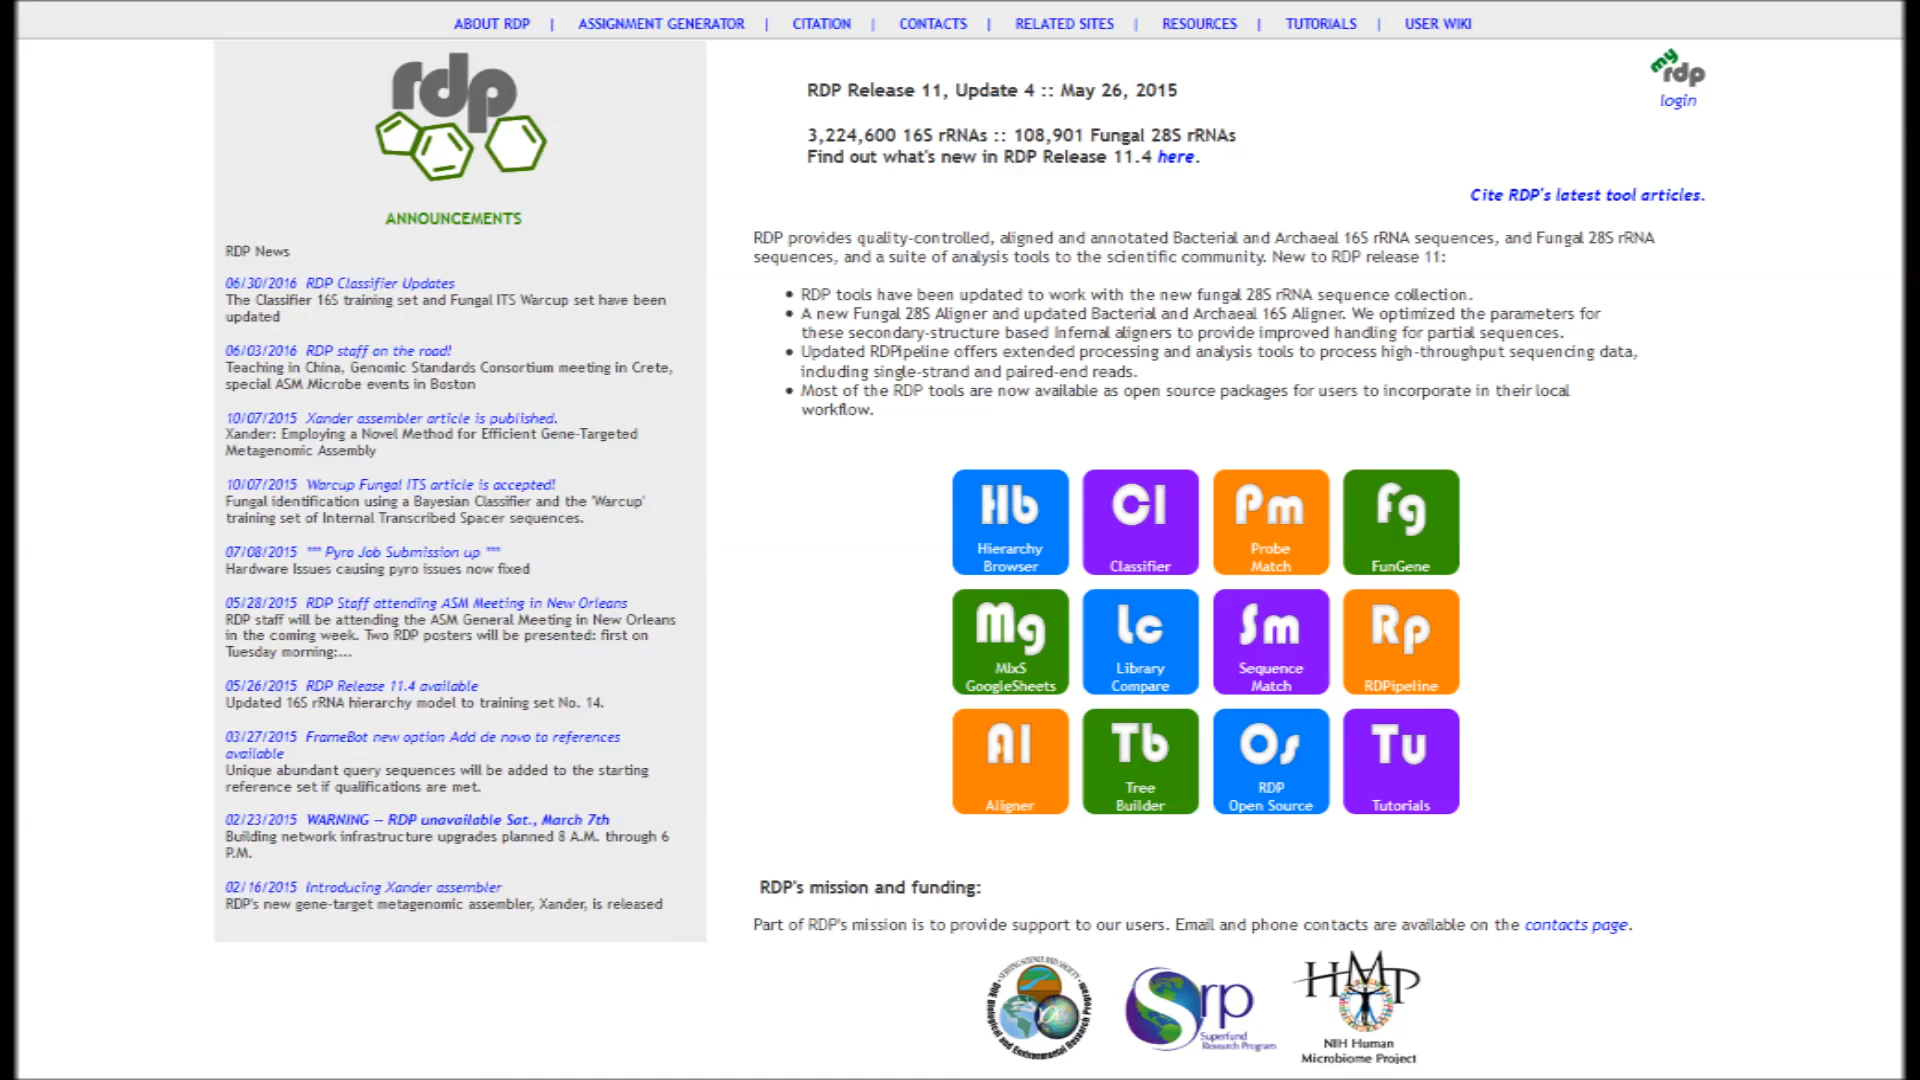 ABOUT RDP | ASSIGNMENT GENERATOR | CITATION | CONTACTS | RELATED SITES | RESOURCES | TUTORIALS | USER WIKI
rdp
ANNOUNCEMENTS
RDP News
06/30/2016 RDP Classifier Updates
The Classifier 16S training set and Fungal ITS Warcup set have been
updated
06/03/2016 RDP staff on the road!
Teaching in China, Genomic Standards Consortium meeting in Crete,
special ASM Microbe events in Boston
10/07/2015 Xander assembler article is published.
Xander: Employing a Novel Method for Efficient Gene-Targeted
Metagenomic Assembly
10/07/2015 Warcup Fungal ITS article is accepted!
Fungal identification using a Bayesian Classifier and the 'Warcup'
training set of Internal Transcribed Spacer sequences.
07/08/2015 *** Pyro Job Submission up ***
Hardware Issues causing pyro issues now fixed
05/28/2015 RDP Staff attending ASM Meeting in New Orleans
RDP staff will be attending the ASM General Meeting in New Orleans
in the coming week. Two RDP posters will be presented: first on
Tuesday morning:...
05/26/2015 RDP Release 11.4 available
Updated 16S rRNA hierarchy model to training set No. 14.
03/27/2015 FrameBot new option Add de novo to references
available
Unique abundant query sequences will be added to the starting
reference set if qualifications are met.
02/23/2015 WARNING -- RDP unavailable Sat., March 7th
Building network infrastructure upgrades planned 8 A.M. through 6
P.M.
02/16/2015 Introducing Xander assembler
RDP's new gene-target metagenomic assembler, Xander, is released
my rdp
login
RDP Release 11, Update 4 :: May 26, 2015
3,224,600 16S rRNAs :: 108,901 Fungal 28S rRNAs
Find out what's new in RDP Release 11.4 here.
Cite RDP's latest tool articles.
RDP provides quality-controlled, aligned and annotated Bacterial and Archaeal 16S rRNA sequences, and Fungal 28S rRNA
sequences, and a suite of analysis tools to the scientific community. New to RDP release 11:
• RDP tools have been updated to work with the new fungal 28S rRNA sequence collection.
• A new Fungal 28S Aligner and updated Bacterial and Archaeal 16S Aligner. We optimized the parameters for
these secondary-structure based Infernal aligners to provide improved handling for partial sequences.
• Updated RDPipeline offers extended processing and analysis tools to process high-throughput sequencing data,
including single-strand and paired-end reads.
• Most of the RDP tools are now available as open source packages for users to incorporate in their local
workflow.
Hb Cl Pm Fg
Hierarchy Probe
Browser Classifier Match FunGene
Mg Lc Sm Rp
MIxS Library Sequence
GoogleSheets Compare Match RDPipeline
Al Tb Os Tu
Tree RDP
Aligner Builder Open Source Tutorials
RDP's mission and funding:
Part of RDP's mission is to provide support to our users. Email and phone contacts are available on the contacts page.
SERVING SCIENCE AND SOCIETY
DOE Biological and Environmental Research Program
Srp
Superfund
Research Program
HMP
NIH Human
Microbiome Project